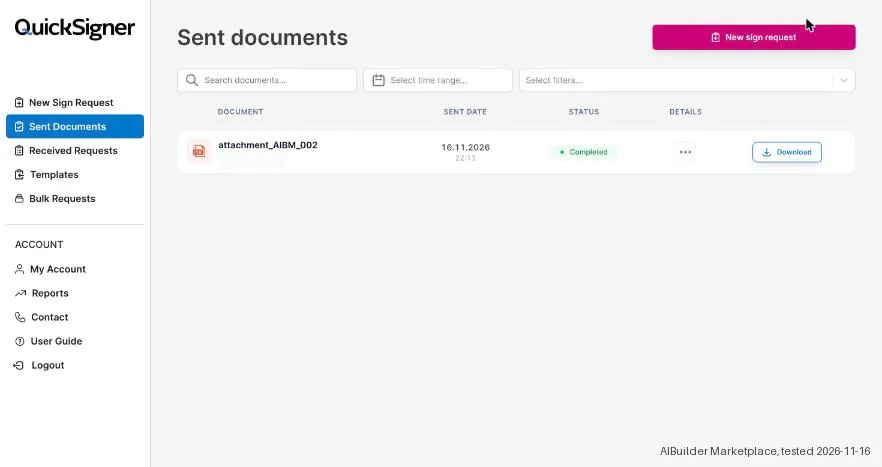 QuickSigner
New Sign Request
Sent Documents
Received Requests
Templates
Bulk Requests
ACCOUNT
My Account
Reports
Contact
User Guide
Logout
Sent documents
New sign request
Search documents...
Select time range...
Select filters...
DOCUMENT SENT DATE STATUS DETAILS
attachment_AIBM_002 16.11.2026 Completed ... Download
22:13
AIBuilder Marketplace, tested 2026-11-16